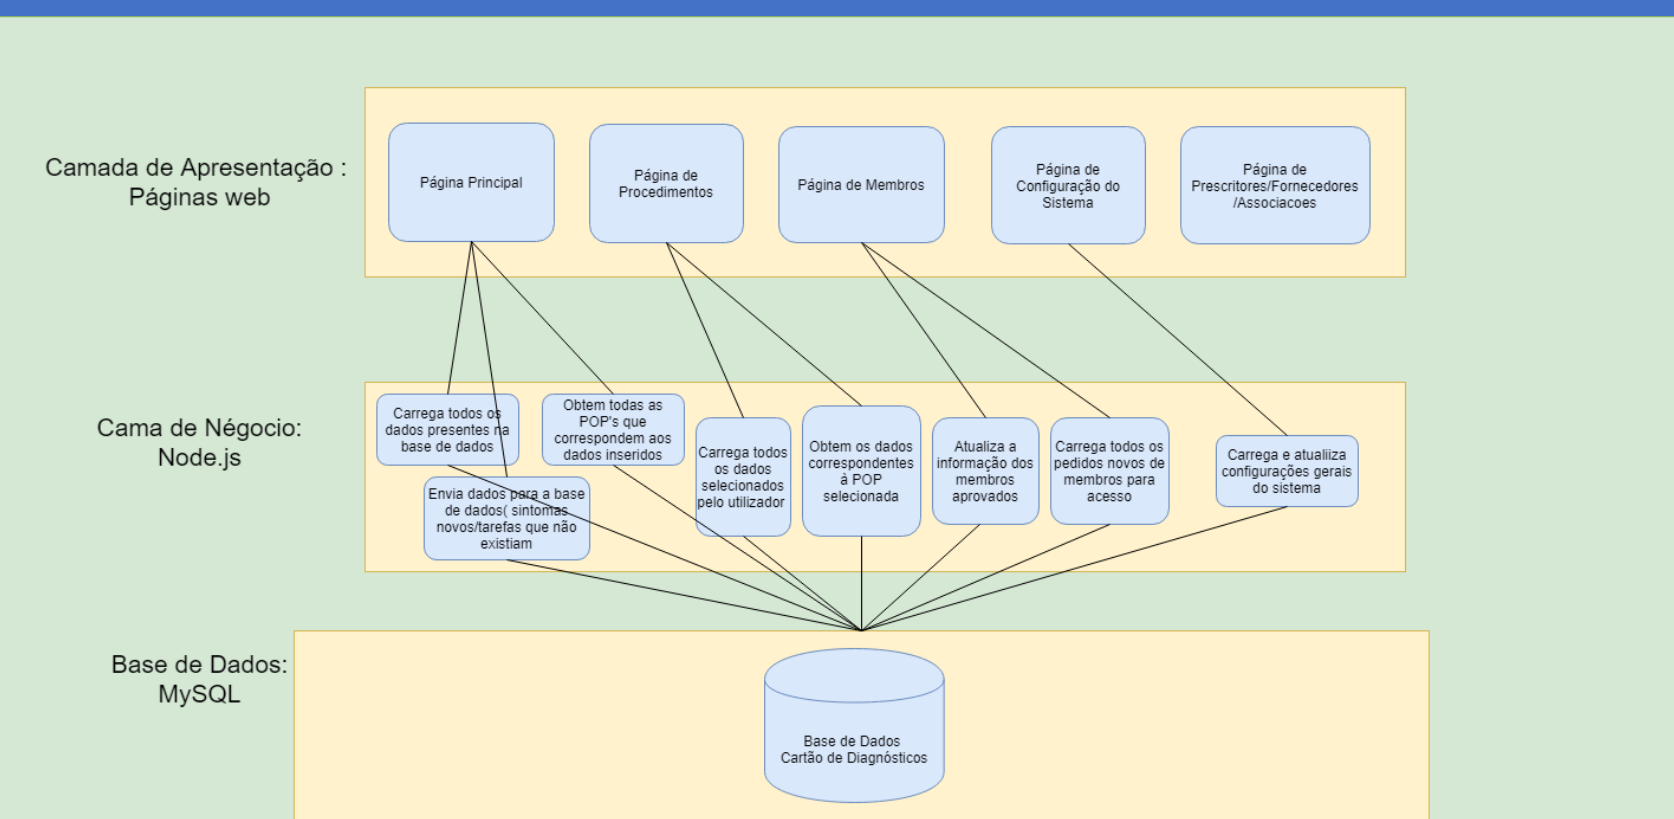 Camada de Apresentação :
Páginas web
Página Principal
Página de
Procedimentos
Página de Membros
Página de
Configuração do
Sistema
Página de
Prescritores/Fornecedores
/Associacoes
Cama de Négocio:
Node.js
Carrega todos os
dados presentes na
base de dados
Envia dados para a base
de dados( sintomas
novos/tarefas que não
existiam
Obtem todas as
POP's que
correspondem aos
dados inseridos
Carrega todos
os dados
selecionados
pelo utilizador
Obtem os dados
correspondentes
à POP
selecionada
Atualiza a
informação dos
membros
aprovados
Carrega todos os
pedidos novos de
membros para
acesso
Carrega e atualiiza
configurações gerais
do sistema
Base de Dados:
MySQL
Base de Dados
Cartão de Diagnósticos